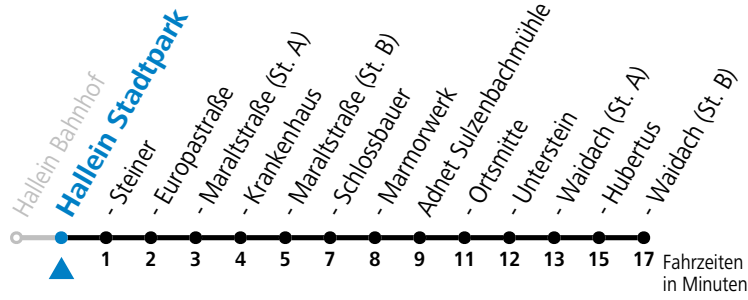 Hallein Bahnhof
Hallein Stadtpark
- Steiner
- Europastraße
- Maraltstraße (St. A)
- Krankenhaus
- Maraltstraße (St. B)
- Schlossbauer
- Marmorwerk
Adnet Sulzenbachmühle
- Ortsmitte
- Unterstein
- Waidach (St. A)
- Hubertus
- Waidach (St. B)
1 2 3 4 5 7 8 9 11 12 13 15 17 Fahrzeiten
in Minuten